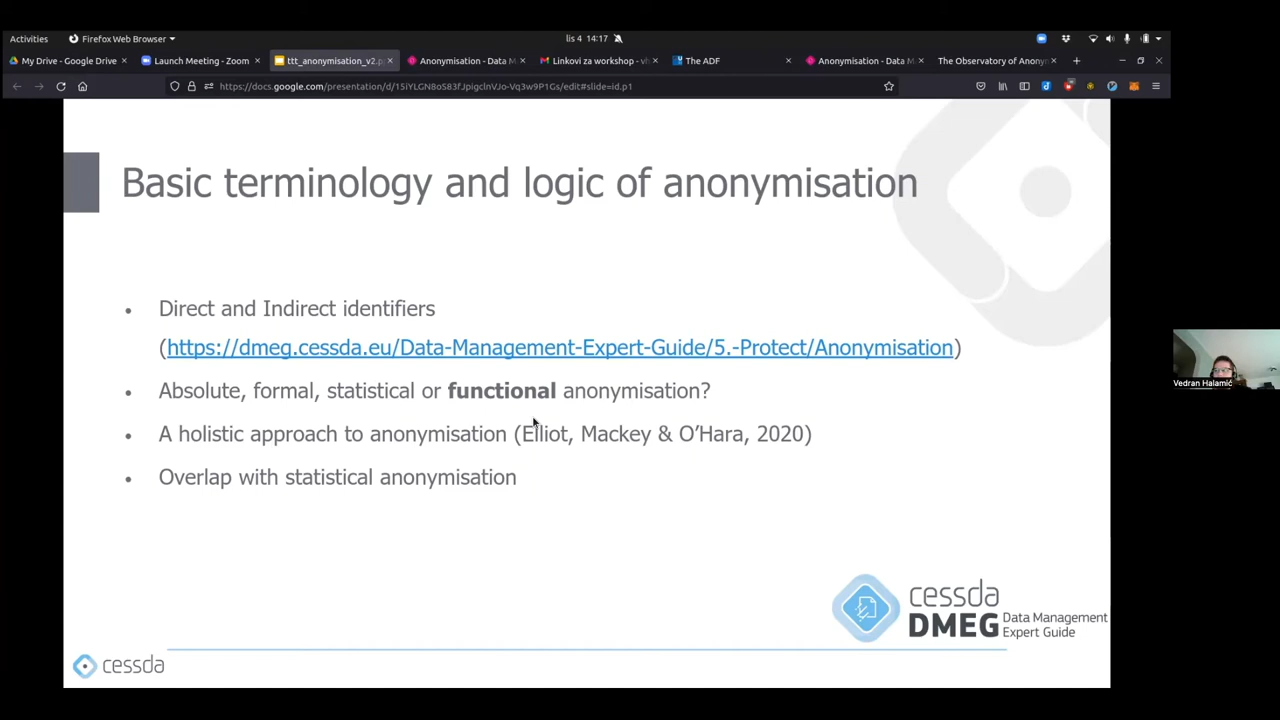 Activities
Firefox Web Browser
lis 4 14:17
My Drive - Google Drive
Launch Meeting - Zoom
ttt_anonymisation_v2.p
Anonymisation - Data M
Linkovi za workshop - vh
The ADF
Anonymisation - Data M
The Observatory of Anonym
Basic terminology and logic of anonymisation
• Direct and Indirect identifiers
(https://dmeg.cessda.eu/Data-Management-Expert-Guide/5.-Protect/Anonymisation)
• Absolute, formal, statistical or functional anonymisation?
• A holistic approach to anonymisation (Elliot, Mackey & O'Hara, 2020)
• Overlap with statistical anonymisation
Vedran Halamić
cessda
DMEG Data Management
Expert Guide
cessda